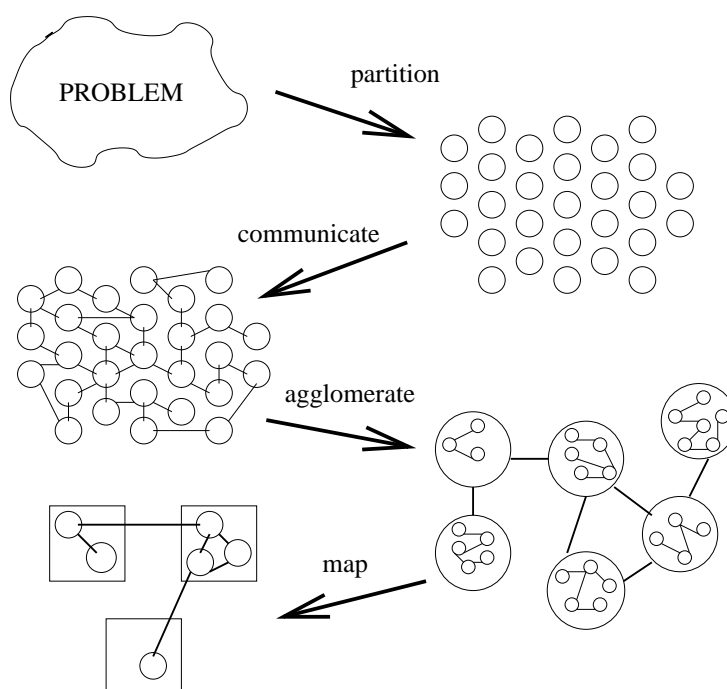 PROBLEM
partition
communicate
agglomerate
map